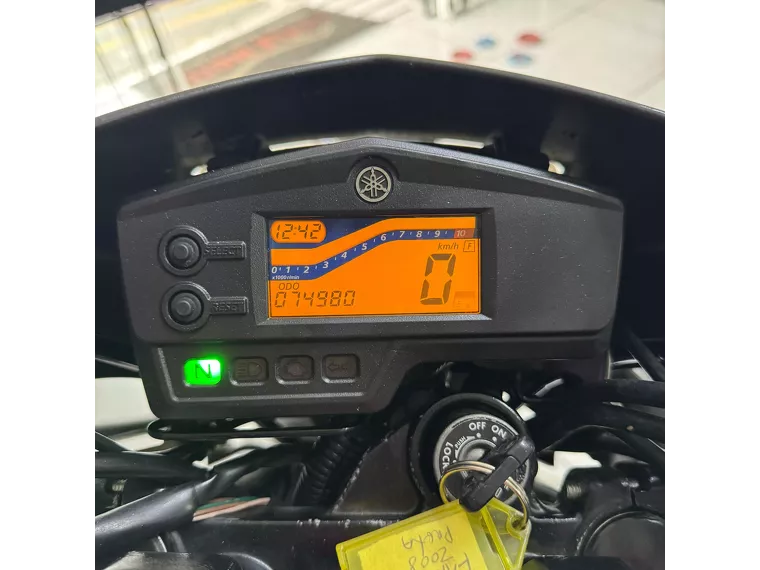 12:42
0 1 2 3 4 5 6 7 8 9 10
x1000r/min
km/h F
0
ODO
074980
SELECT
RESET
N
OFF ON
PUSH
LOCK
2008